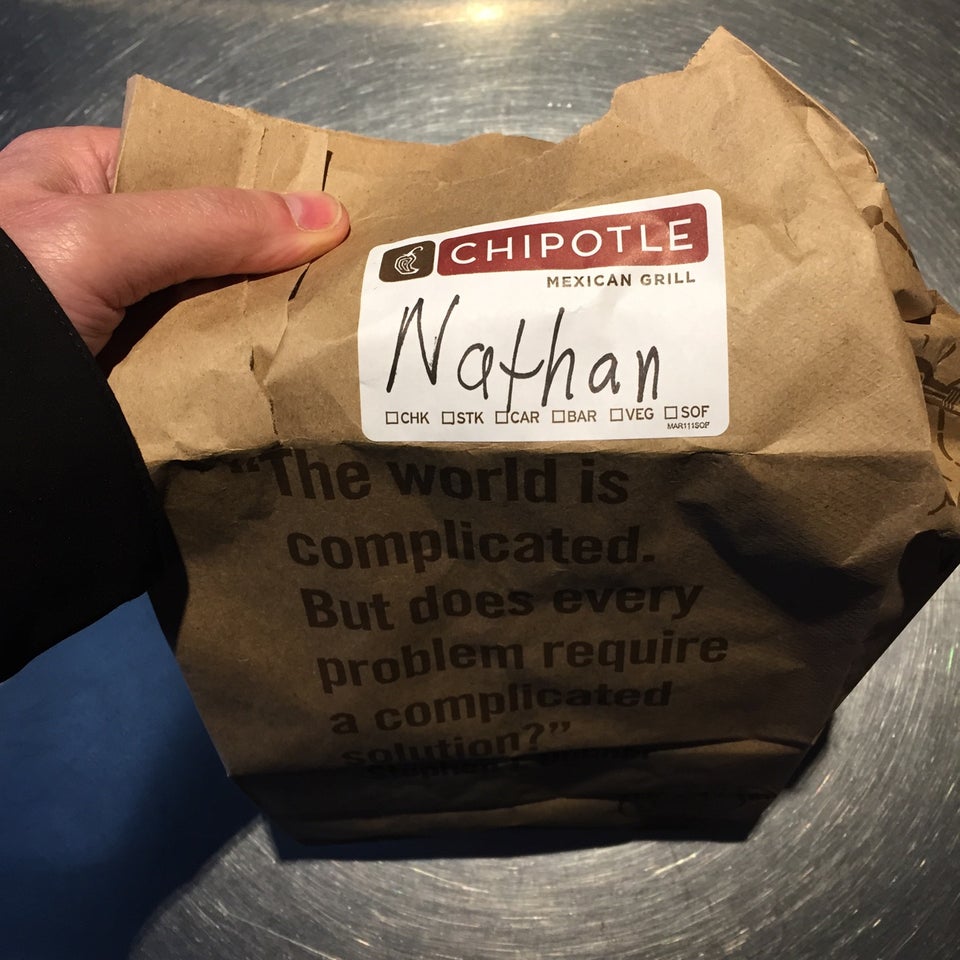 CHIPOTLE
MEXICAN GRILL
Nathan
☐CHK ☐STK ☐CAR ☐BAR ☐VEG ☐SOF
MAR111SOF
“The world is
complicated.
But does every
problem require
a complicated
solution?”
Stephen J.